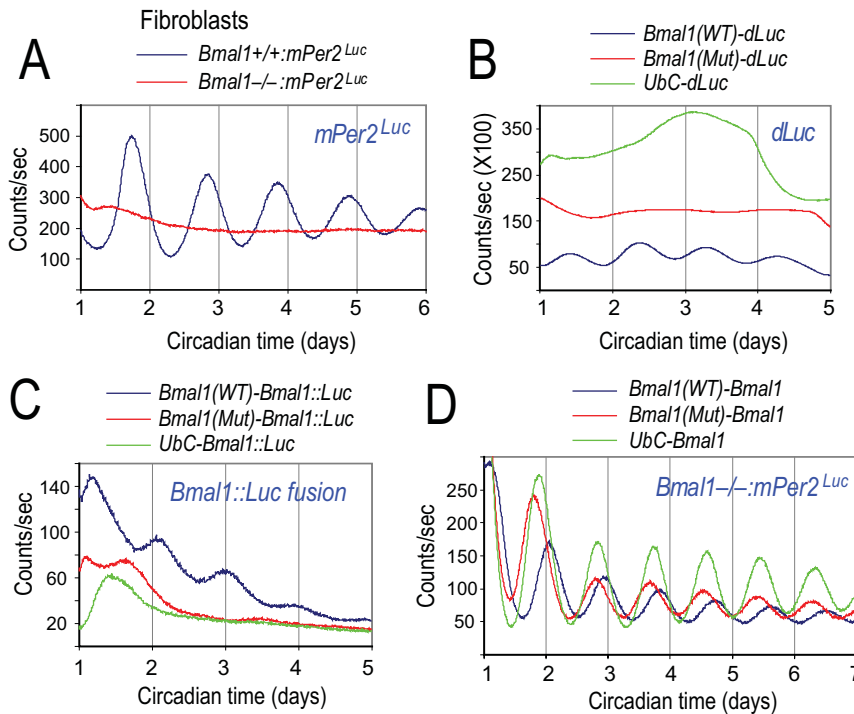 Fibroblasts
A
Bmal1+/+:mPer2Luc
Bmal1–/–:mPer2Luc
mPer2Luc
Counts/sec
500
400
300
200
100
1 2 3 4 5 6
Circadian time (days)
B
Bmal1(WT)-dLuc
Bmal1(Mut)-dLuc
UbC-dLuc
dLuc
Counts/sec (X100)
350
250
150
50
1 2 3 4 5
Circadian time (days)
C
Bmal1(WT)-Bmal1::Luc
Bmal1(Mut)-Bmal1::Luc
UbC-Bmal1::Luc
Bmal1::Luc fusion
Counts/sec
140
100
60
20
1 2 3 4 5
Circadian time (days)
D
Bmal1(WT)-Bmal1
Bmal1(Mut)-Bmal1
UbC-Bmal1
Bmal1–/–:mPer2Luc
Counts/sec
250
200
150
100
50
1 2 3 4 5 6 7
Circadian time (days)